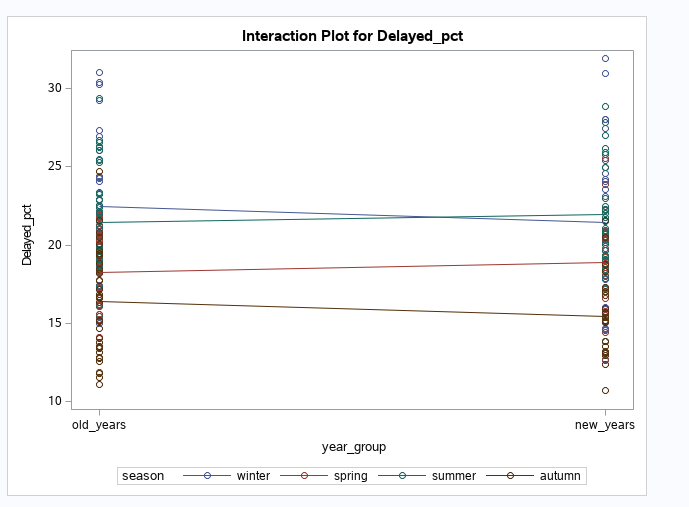 Interaction Plot for Delayed_pct
30
25
20
15
10
Delayed_pct
old_years
new_years
year_group
season winter spring summer autumn